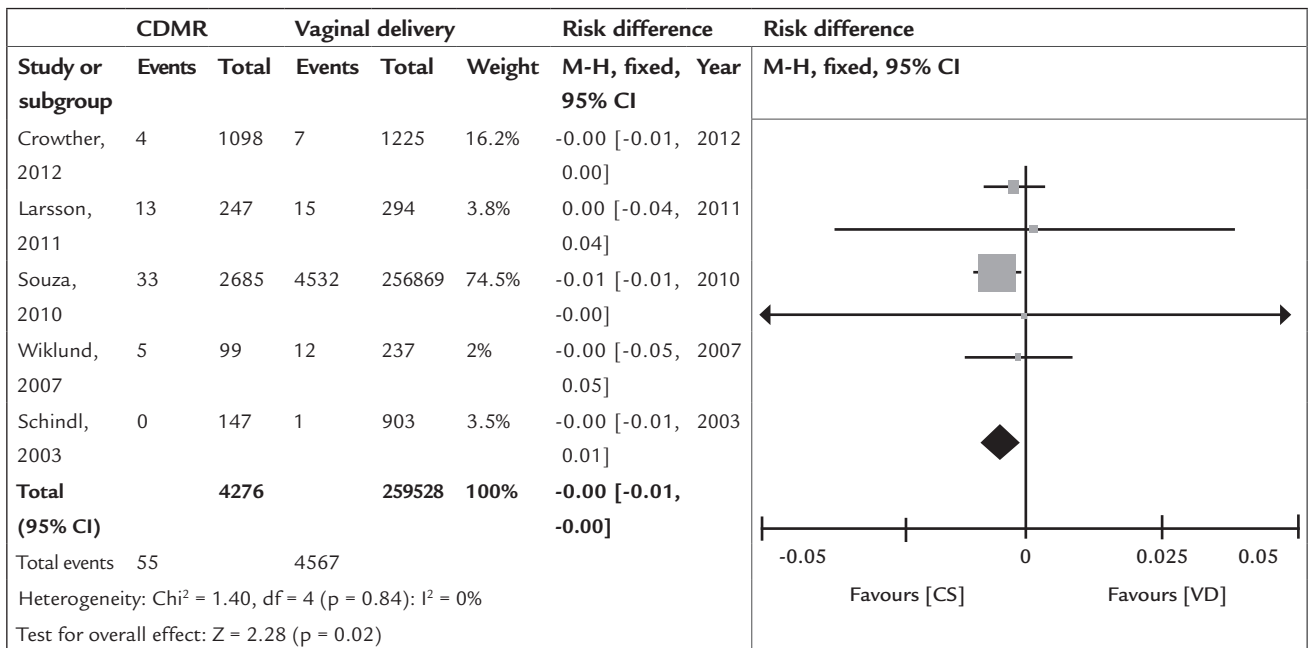 CDMR Vaginal delivery Risk difference Risk difference
Study or Events Total Events Total Weight M-H, fixed, Year M-H, fixed, 95% CI
subgroup 95% CI
Crowther, 4 1098 7 1225 16.2% -0.00 [-0.01, 2012
2012 0.00]
Larsson, 13 247 15 294 3.8% 0.00 [-0.04, 2011
2011 0.04]
Souza, 33 2685 4532 256869 74.5% -0.01 [-0.01, 2010
2010 -0.00]
Wiklund, 5 99 12 237 2% -0.00 [-0.05, 2007
2007 0.05]
Schindl, 0 147 1 903 3.5% -0.00 [-0.01, 2003
2003 0.01]
Total 4276 259528 100% -0.00 [-0.01,
(95% CI) -0.00]
Total events 55 4567
Heterogeneity: Chi² = 1.40, df = 4 (p = 0.84): I² = 0%
Test for overall effect: Z = 2.28 (p = 0.02)
-0.05 0 0.025 0.05
Favours [CS] Favours [VD]